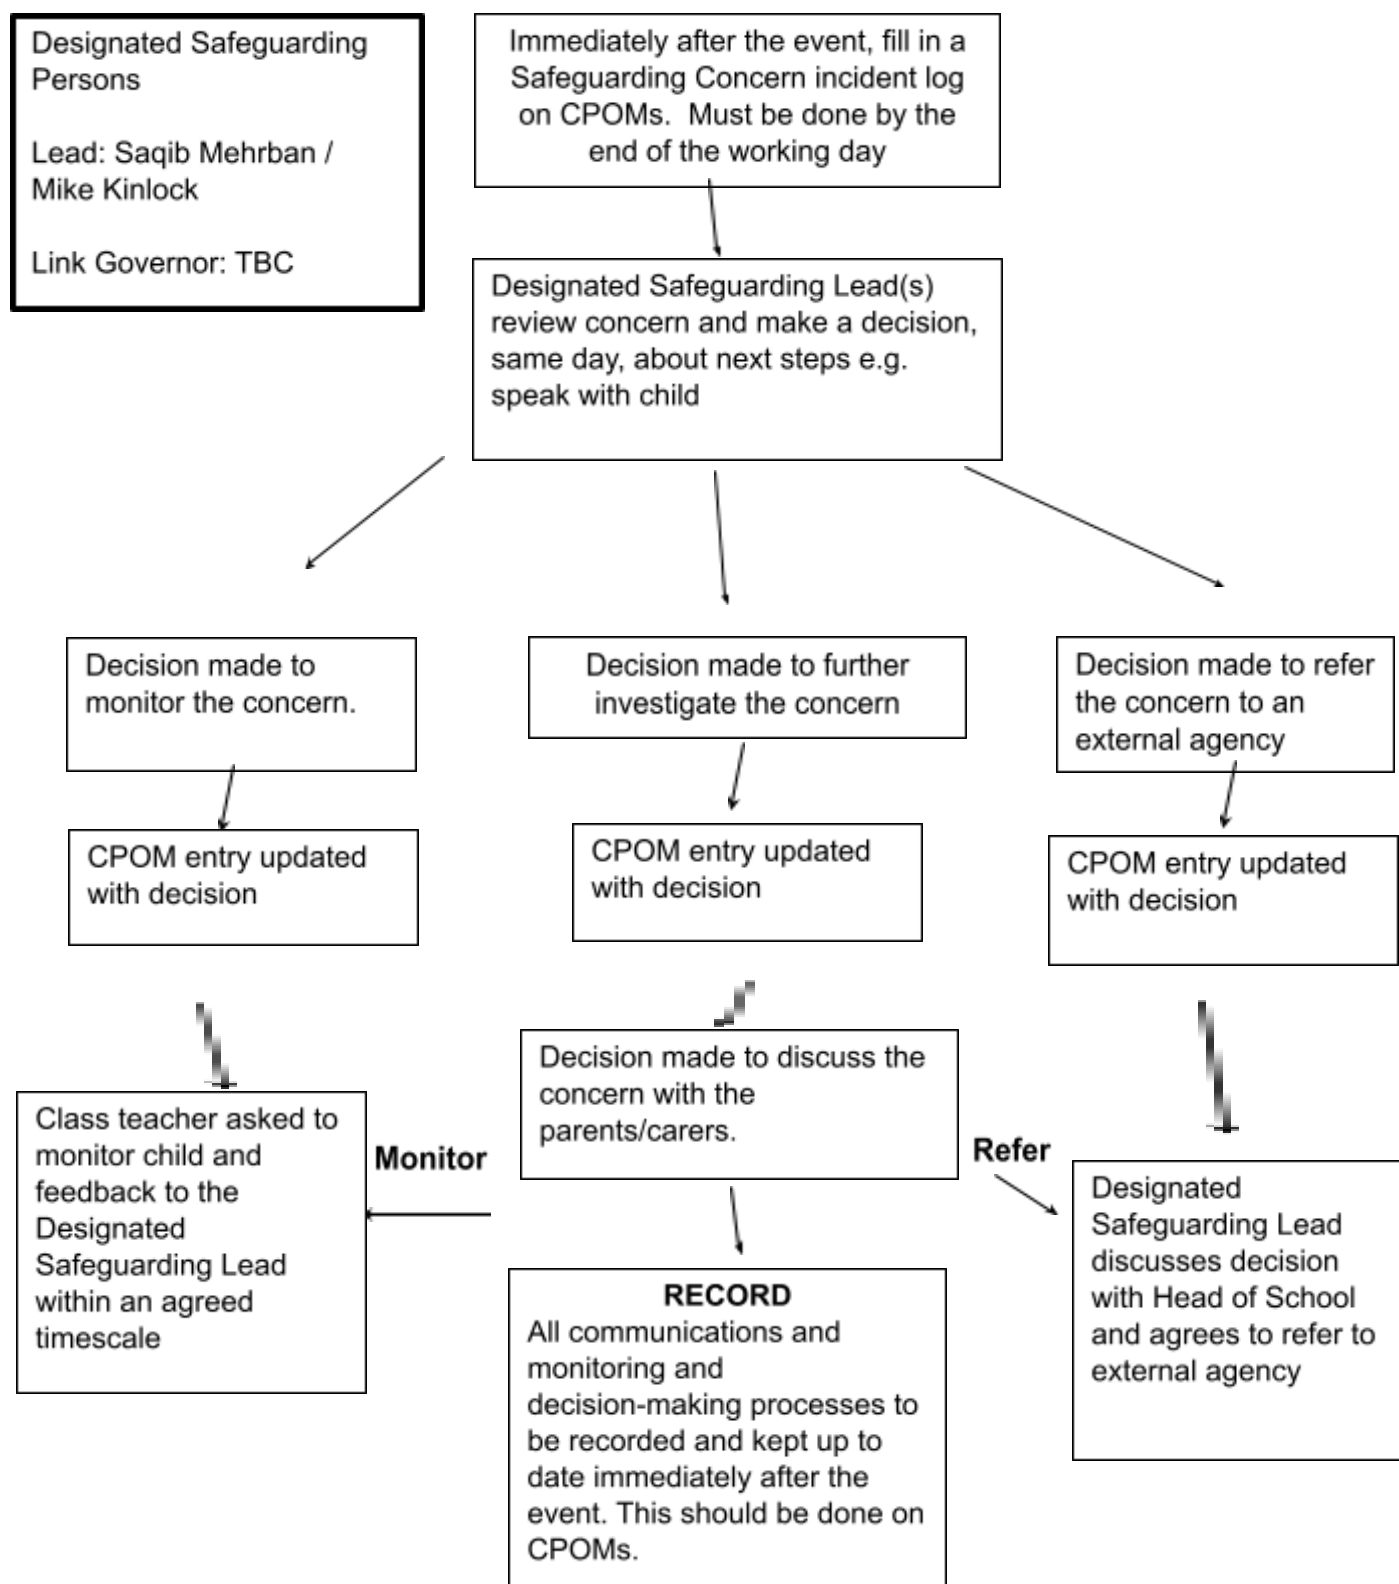 Designated Safeguarding
Persons
Lead: Saqib Mehrban /
Mike Kinlock
Link Governor: TBC
Immediately after the event, fill in a
Safeguarding Concern incident log
on CPOMs.  Must be done by the
end of the working day
Designated Safeguarding Lead(s)
review concern and make a decision,
same day, about next steps e.g.
speak with child
Decision made to
monitor the concern.
Decision made to further
investigate the concern
Decision made to refer
the concern to an
external agency
CPOM entry updated
with decision
CPOM entry updated
with decision
CPOM entry updated
with decision
Class teacher asked to
monitor child and
feedback to the
Designated
Safeguarding Lead
within an agreed
timescale
Monitor
Decision made to discuss the
concern with the
parents/carers.
Refer
Designated
Safeguarding Lead
discusses decision
with Head of School
and agrees to refer to
external agency
RECORD
All communications and
monitoring and
decision-making processes to
be recorded and kept up to
date immediately after the
event. This should be done on
CPOMs.